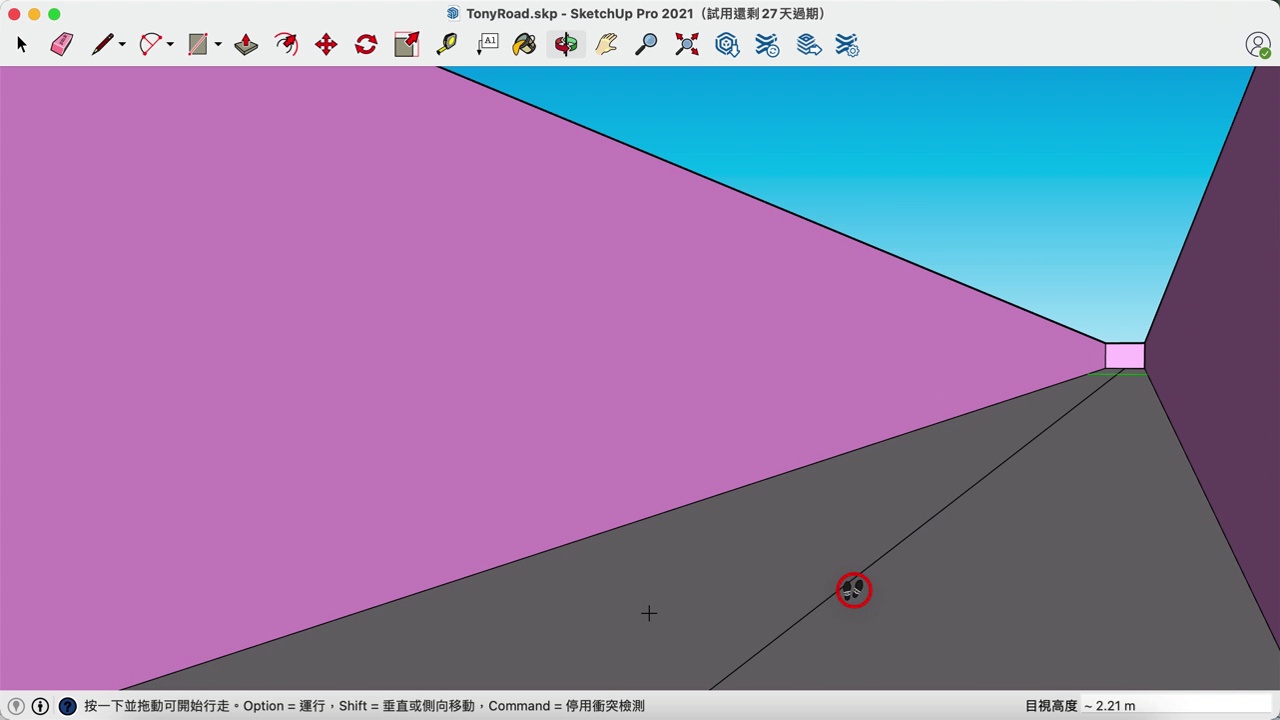 TonyRoad.skp - SketchUp Pro 2021（試用還剩 27 天過期）
A1
按一下並拖動可開始行走。Option = 運行，Shift = 垂直或側向移動，Command = 停用衝突檢測
目視高度 ~ 2.21 m